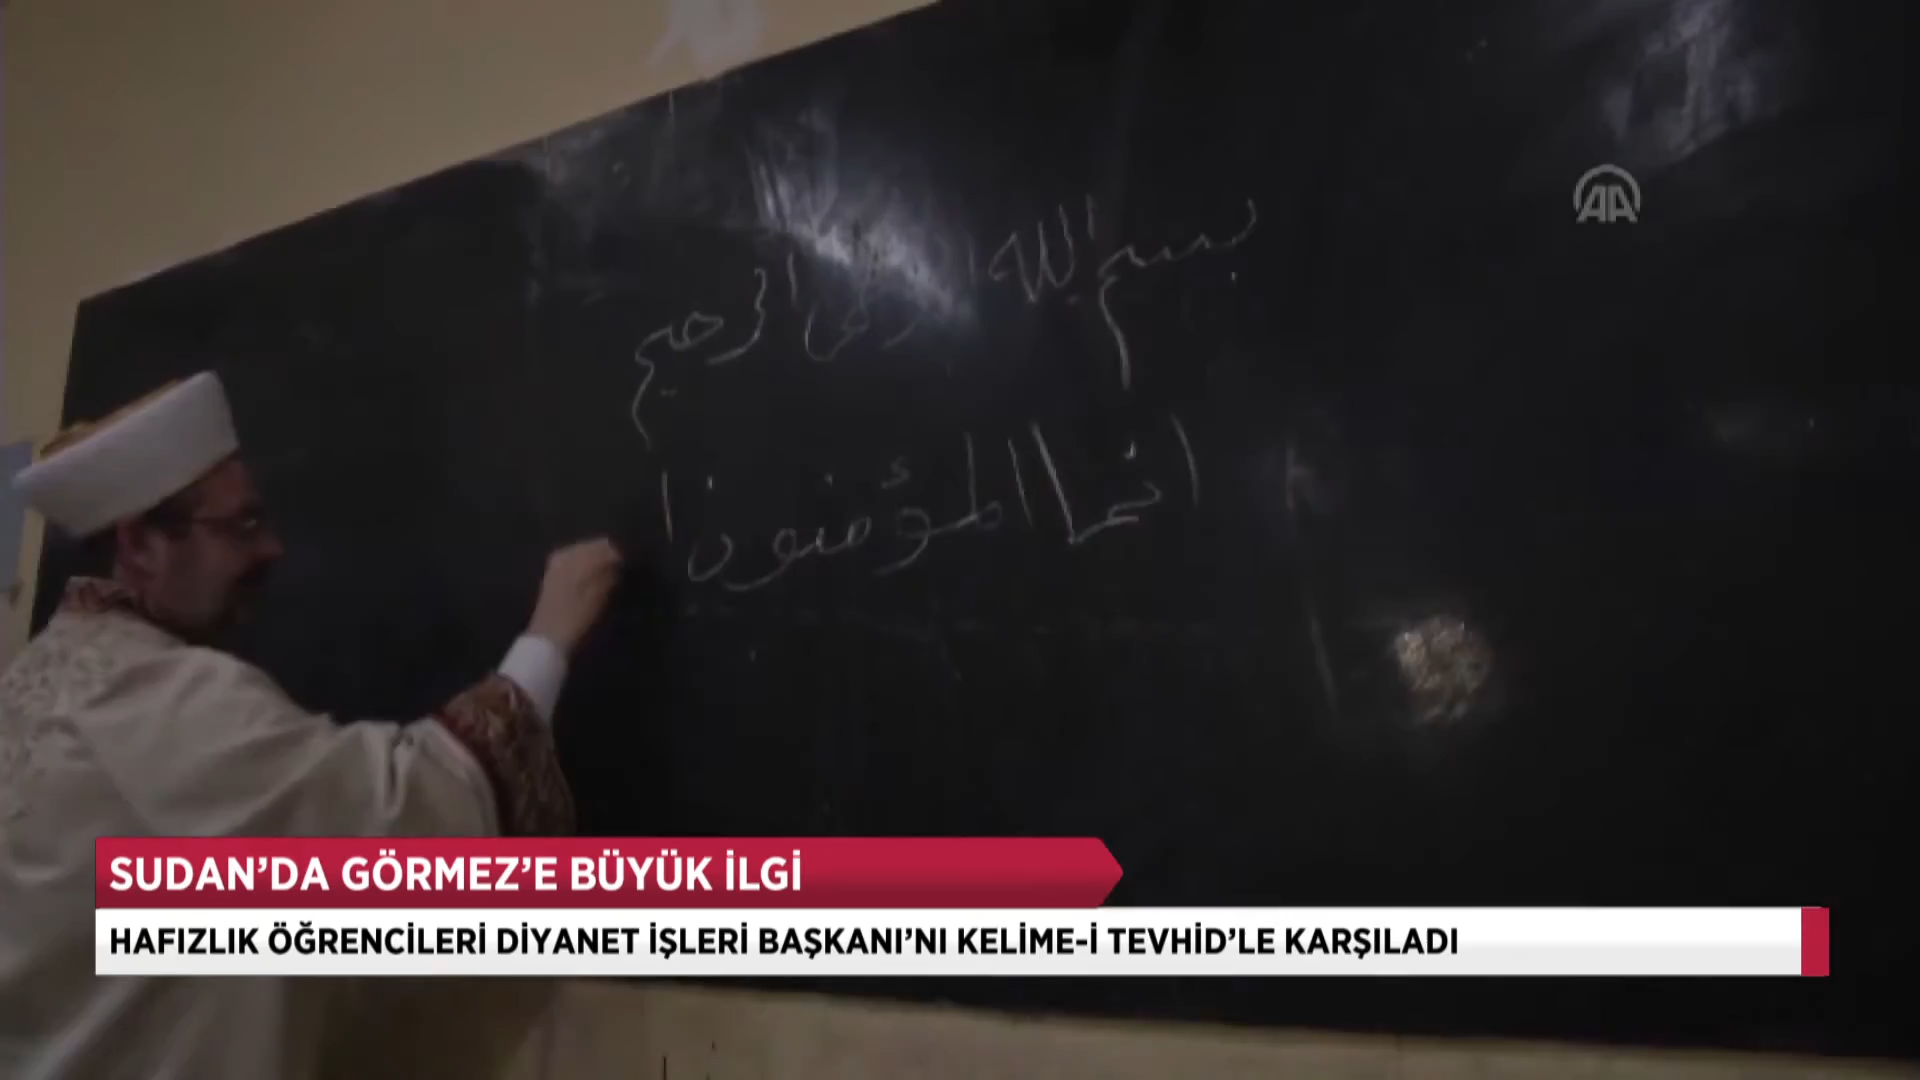 AA
بسم الله الرحمن الرحيم
انما المؤمنون ا
SUDAN’DA GÖRMEZ’E BÜYÜK İLGİ
HAFIZLIK ÖĞRENCİLERİ DİYANET İŞLERİ BAŞKANI’NI KELİME-İ TEVHİD’LE KARŞILADI